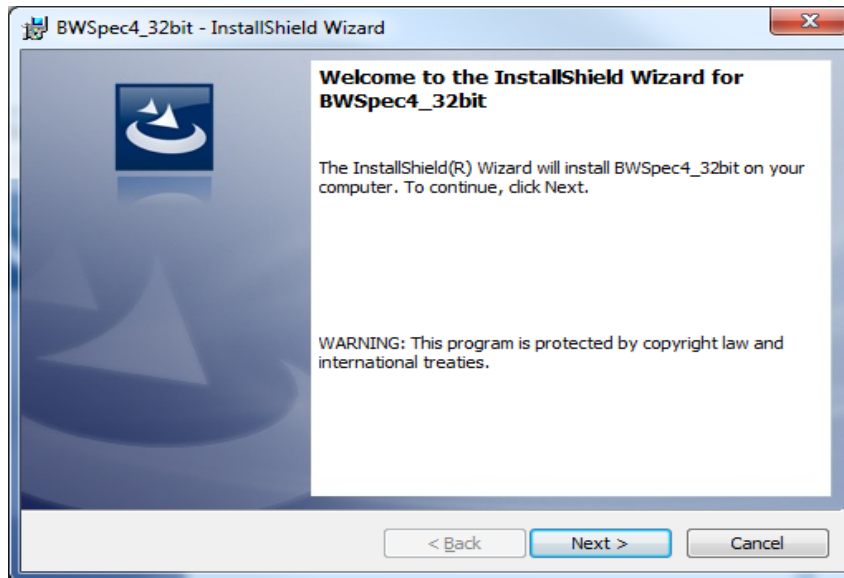 BWSpec4_32bit - InstallShield Wizard
Welcome to the InstallShield Wizard for
BWSpec4_32bit
The InstallShield(R) Wizard will install BWSpec4_32bit on your
computer. To continue, click Next.
WARNING: This program is protected by copyright law and
international treaties.
< Back
Next >
Cancel